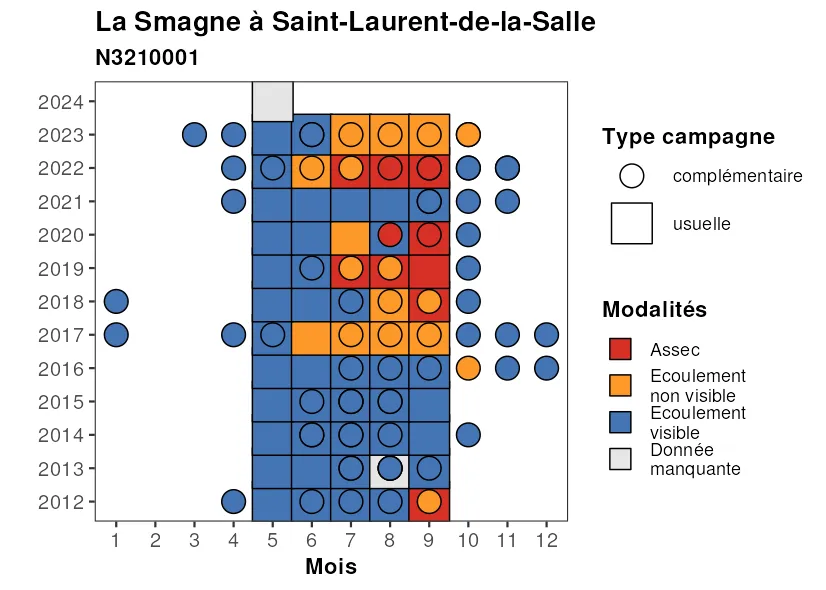 La Smagne à Saint-Laurent-de-la-Salle
N3210001
2024
2023
2022
2021
2020
2019
2018
2017
2016
2015
2014
2013
2012
1 2 3 4 5 6 7 8 9 10 11 12
Mois
Type campagne
complémentaire
usuelle
Modalités
Assec
Ecoulement
non visible
Ecoulement
visible
Donnée
manquante